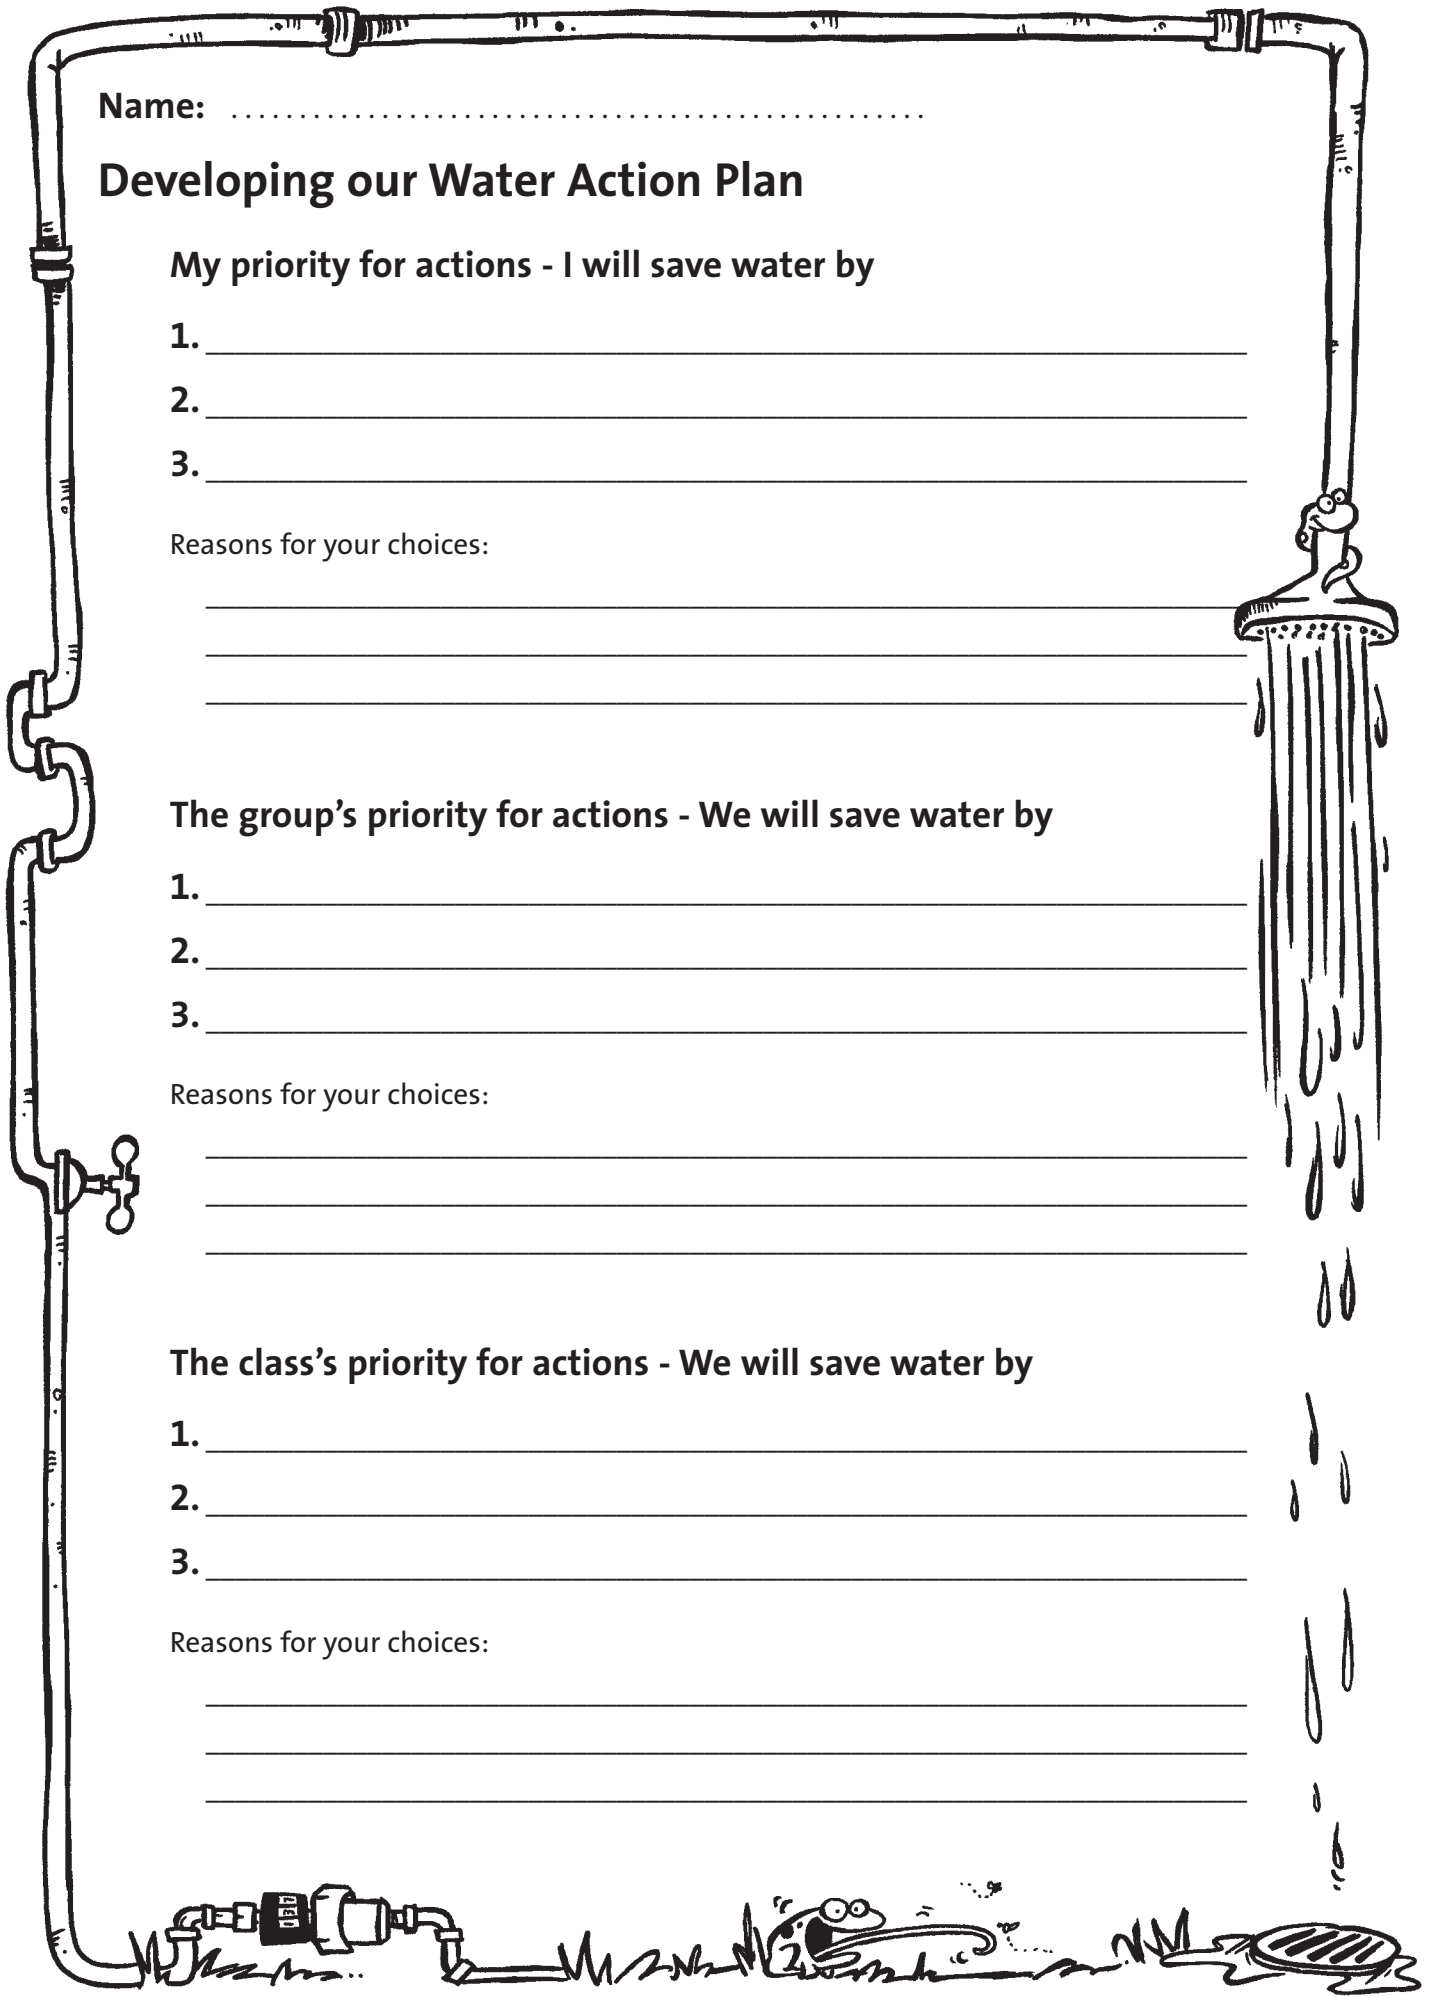 Name: ....................................................
Developing our Water Action Plan
My priority for actions - I will save water by
1.
2.
3.
Reasons for your choices:
The group’s priority for actions - We will save water by
1.
2.
3.
Reasons for your choices:
The class’s priority for actions - We will save water by
1.
2.
3.
Reasons for your choices: